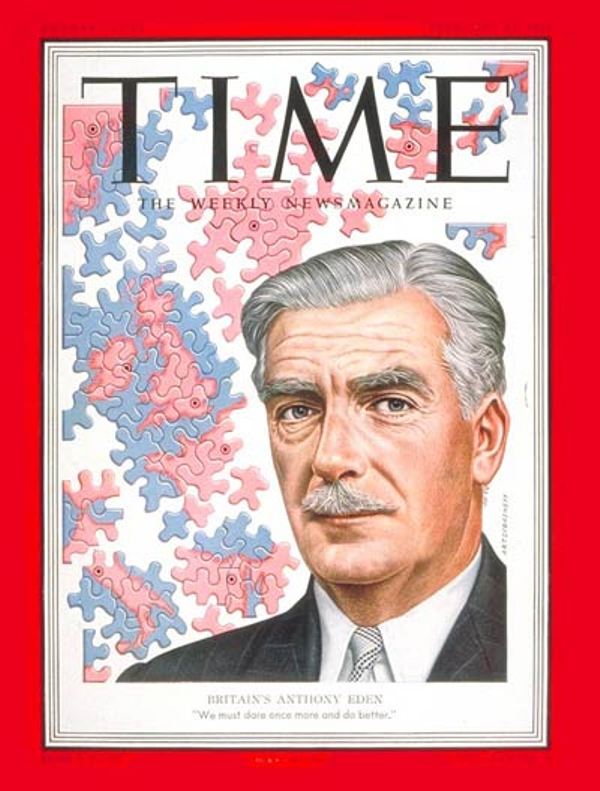 TIME
THE WEEKLY NEWSMAGAZINE
ARTZYBASHEFF
BRITAIN'S ANTHONY EDEN
"We must dare once more and do better."